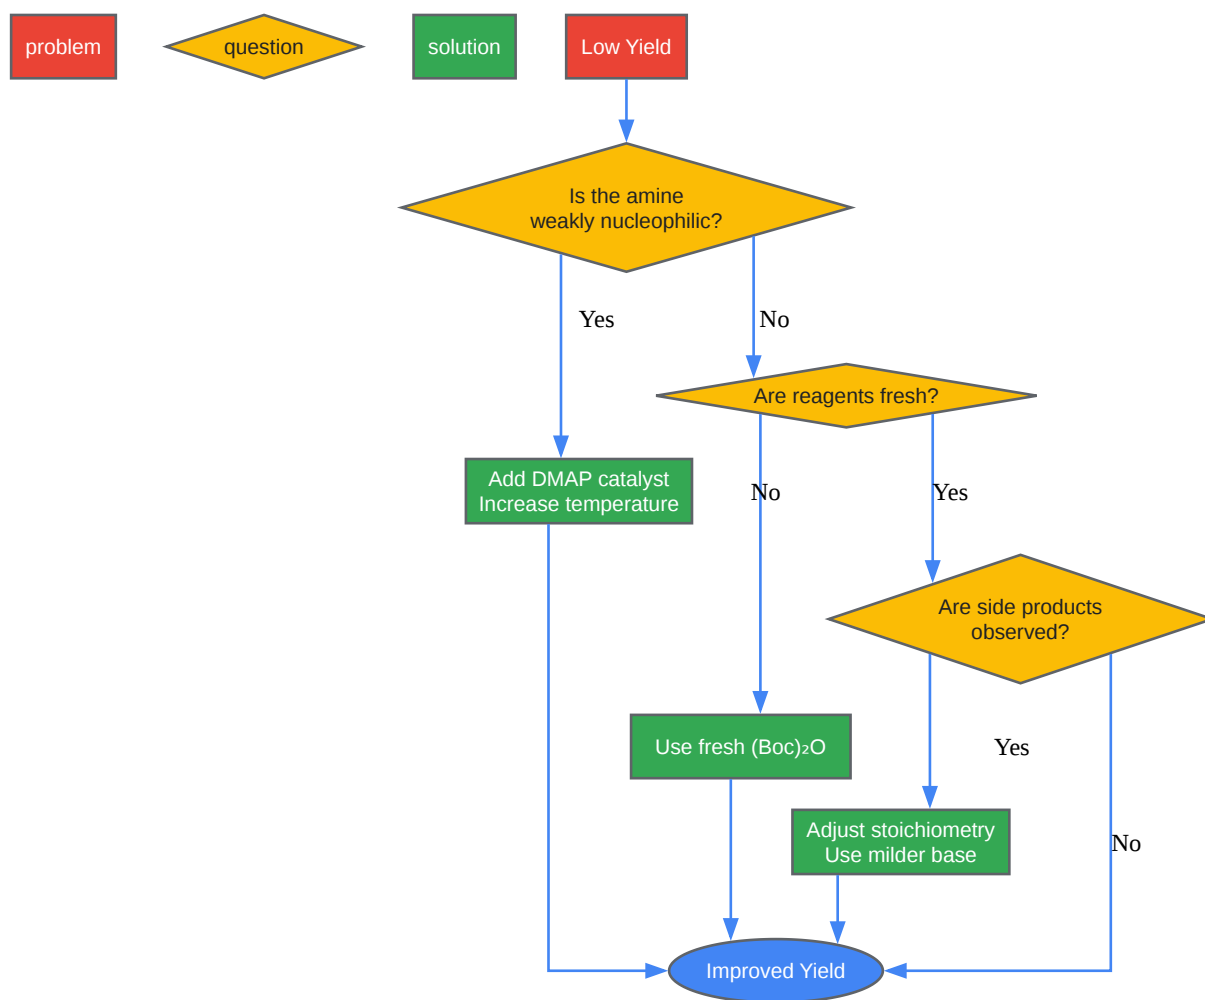 problem
question
solution
Low Yield
Is the amine
weakly nucleophilic?
Yes
No
Are reagents fresh?
Add DMAP catalyst
Increase temperature
No
Yes
Are side products
observed?
Use fresh (Boc)₂O
Yes
Adjust stoichiometry
Use milder base
No
Improved Yield